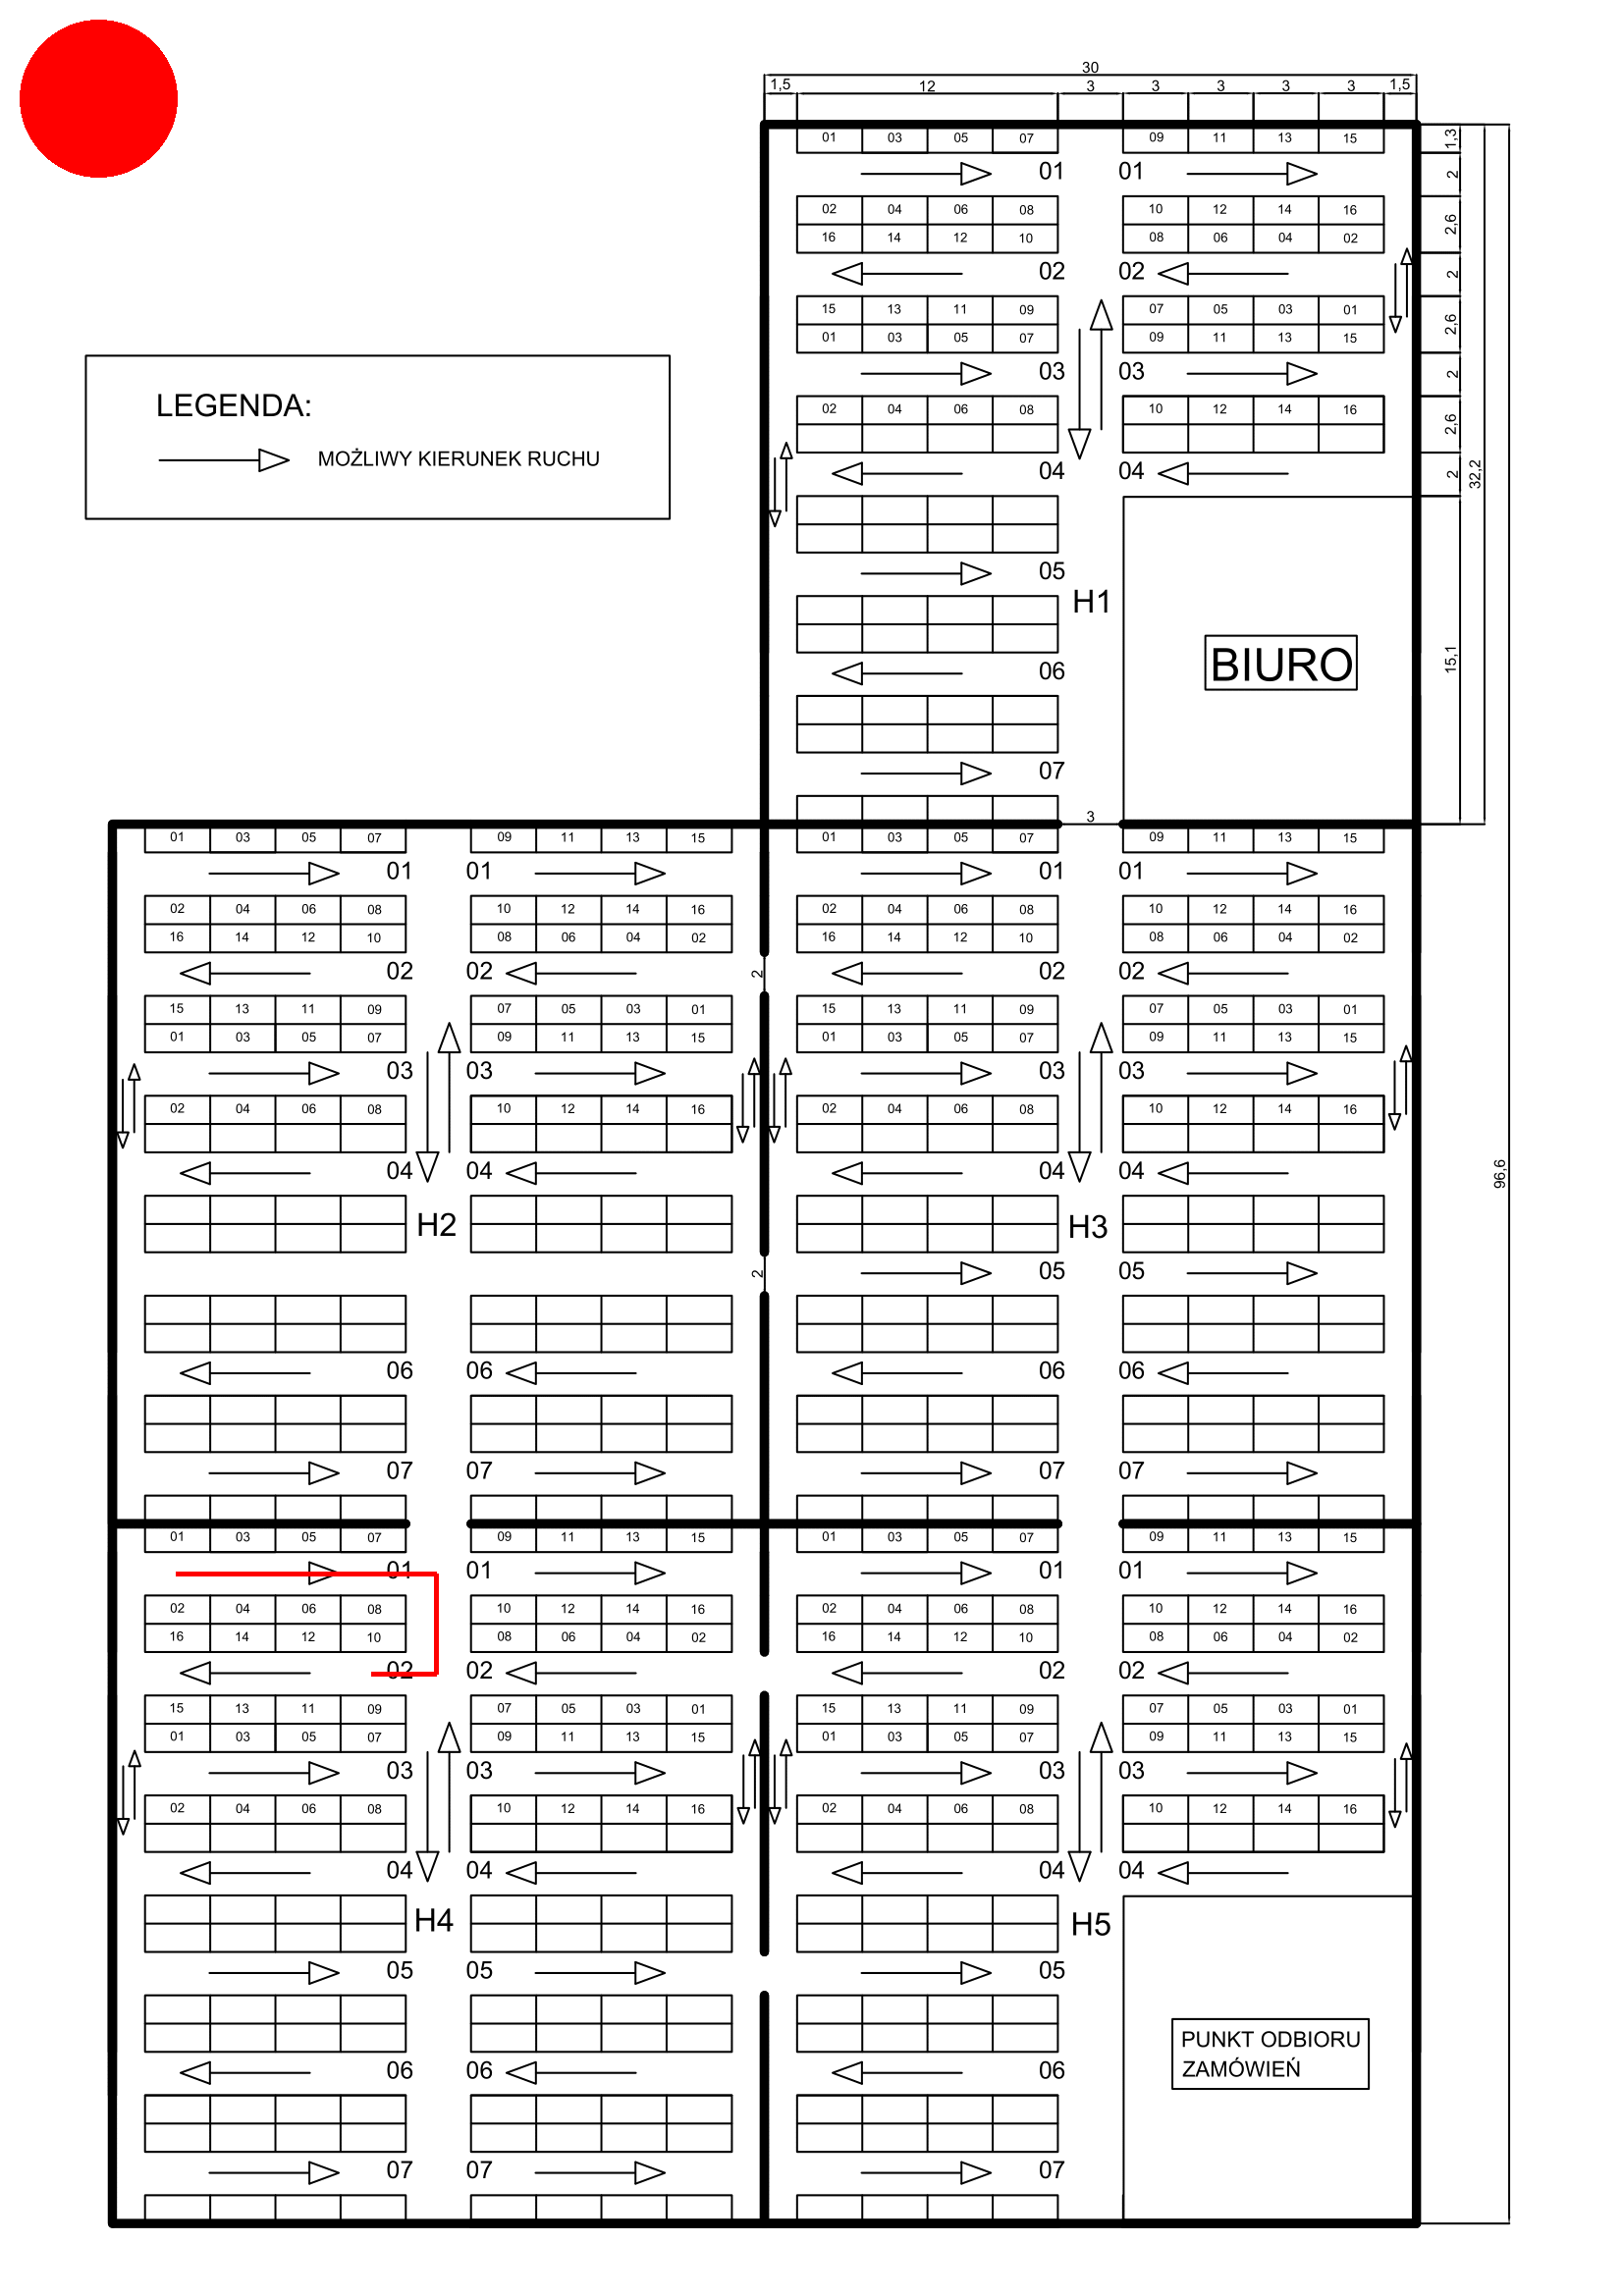 30
1,5 12 3 3 3 3 3 1,5
01 03 05 07 09 11 13 15 1,3
01 01 2
02 04 06 08 10 12 14 16 2,6
16 14 12 10 08 06 04 02
02 02 2
15 13 11 09 07 05 03 01 2,6
01 03 05 07 09 11 13 15
03 03 2
LEGENDA:
02 04 06 08 10 12 14 16 2,6
MOŻLIWY KIERUNEK RUCHU
04 04 2 32,2
05
H1
BIURO 15,1
06
07
3
01 03 05 07 09 11 13 15 01 03 05 07 09 11 13 15
01 01 01 01
02 04 06 08 10 12 14 16 02 04 06 08 10 12 14 16
16 14 12 10 08 06 04 02 16 14 12 10 08 06 04 02
02 02 2 02 02
15 13 11 09 07 05 03 01 15 13 11 09 07 05 03 01
01 03 05 07 09 11 13 15 01 03 05 07 09 11 13 15
03 03 03 03
02 04 06 08 10 12 14 16 02 04 06 08 10 12 14 16
04 04 04 04 96,6
H2 H3
2 05 05
06 06 06 06
07 07 07 07
01 03 05 07 09 11 13 15 01 03 05 07 09 11 13 15
01 01 01 01
02 04 06 08 10 12 14 16 02 04 06 08 10 12 14 16
16 14 12 10 08 06 04 02 16 14 12 10 08 06 04 02
02 02 02 02
15 13 11 09 07 05 03 01 15 13 11 09 07 05 03 01
01 03 05 07 09 11 13 15 01 03 05 07 09 11 13 15
03 03 03 03
02 04 06 08 10 12 14 16 02 04 06 08 10 12 14 16
04 04 04 04
H4 H5
05 05 05
PUNKT ODBIORU
ZAMÓWIEŃ
06 06 06
07 07 07